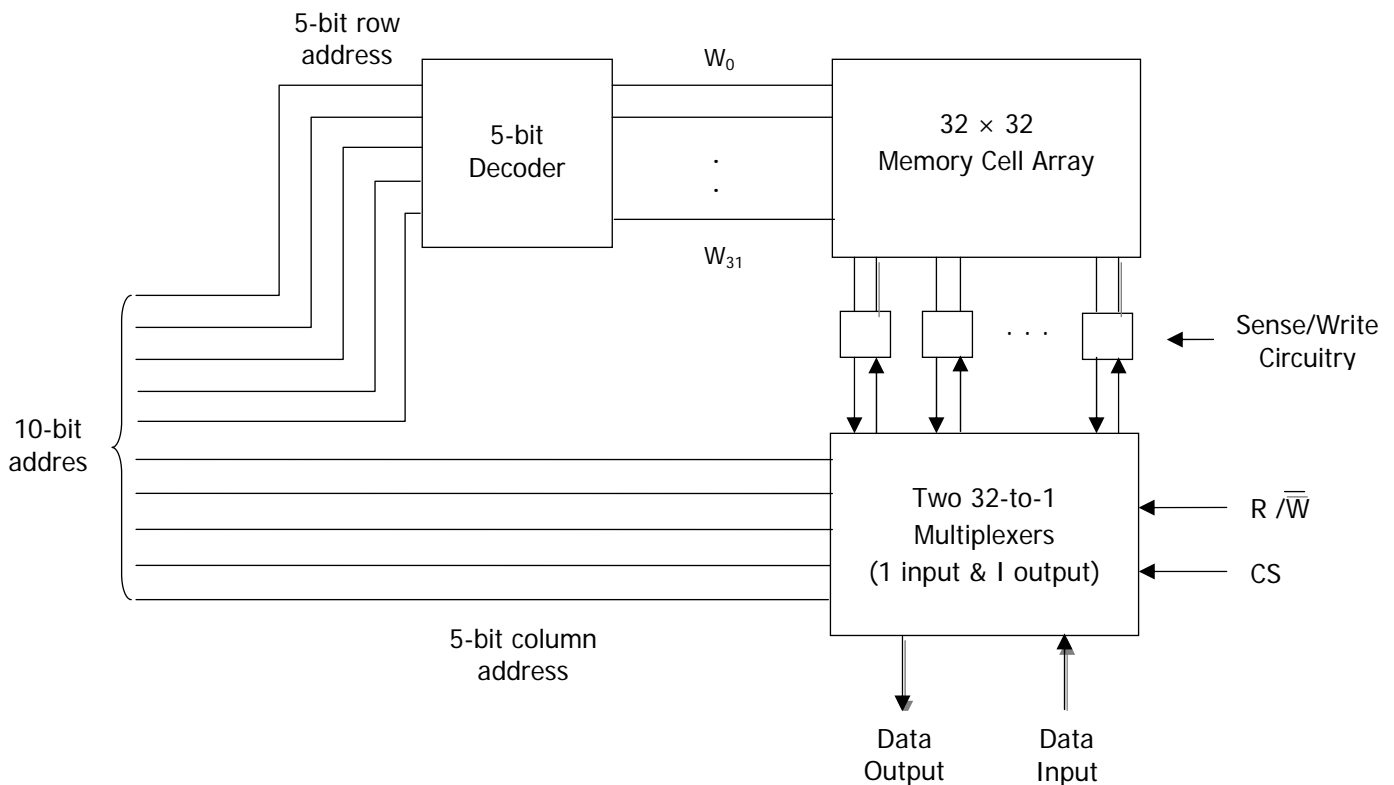 5-bit row
address
W₀
5-bit
Decoder
32 × 32
Memory Cell Array
.
.
W₃₁
. . .
Sense/Write
Circuitry
10-bit
addres
Two 32-to-1
Multiplexers
(1 input & I output)
R /W̅
CS
5-bit column
address
Data
Output
Data
Input